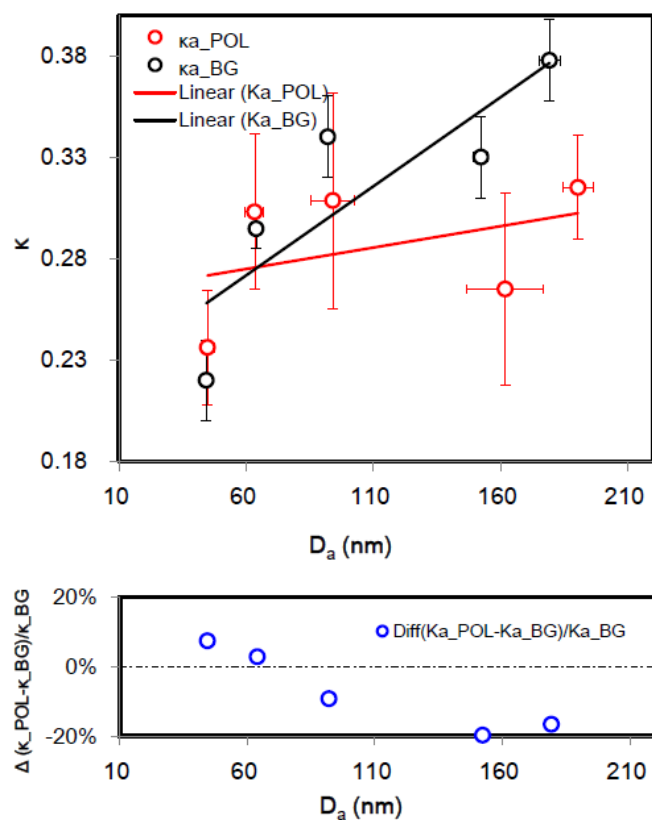 κa_POL
κa_BG
Linear (Ka_POL)
Linear (Ka_BG)
0.38
0.33
0.28
0.23
0.18
κ
10 60 110 160 210
Da (nm)
20%
0%
-20%
Δ (κ_POL-κ_BG)/κ_BG
Diff(Ka_POL-Ka_BG)/Ka_BG
10 60 110 160 210
Da (nm)